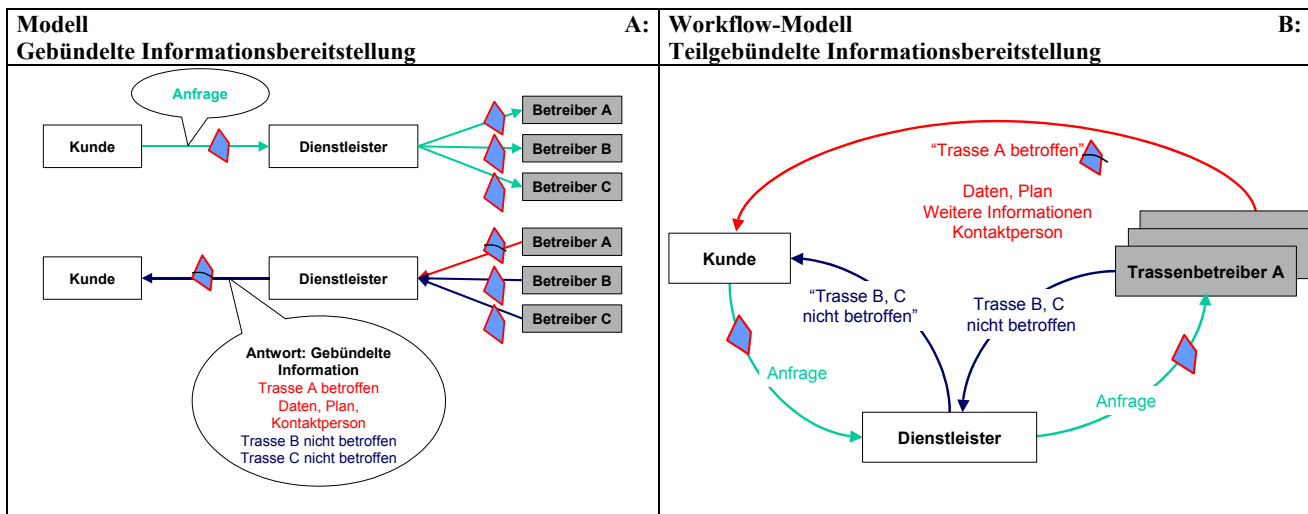 Modell A:
Gebündelte Informationsbereitstellung
Anfrage
Kunde
Dienstleister
Betreiber A
Betreiber B
Betreiber C
Kunde
Dienstleister
Betreiber A
Betreiber B
Betreiber C
Antwort: Gebündelte
Information
Trasse A betroffen
Daten, Plan,
Kontaktperson
Trasse B nicht betroffen
Trasse C nicht betroffen
Workflow-Modell B:
Teilgebündelte Informationsbereitstellung
“Trasse A betroffen”
Daten, Plan
Weitere Informationen
Kontaktperson
Kunde
Trassenbetreiber A
“Trasse B, C
nicht betroffen”
Trasse B, C
nicht betroffen
Anfrage
Anfrage
Dienstleister